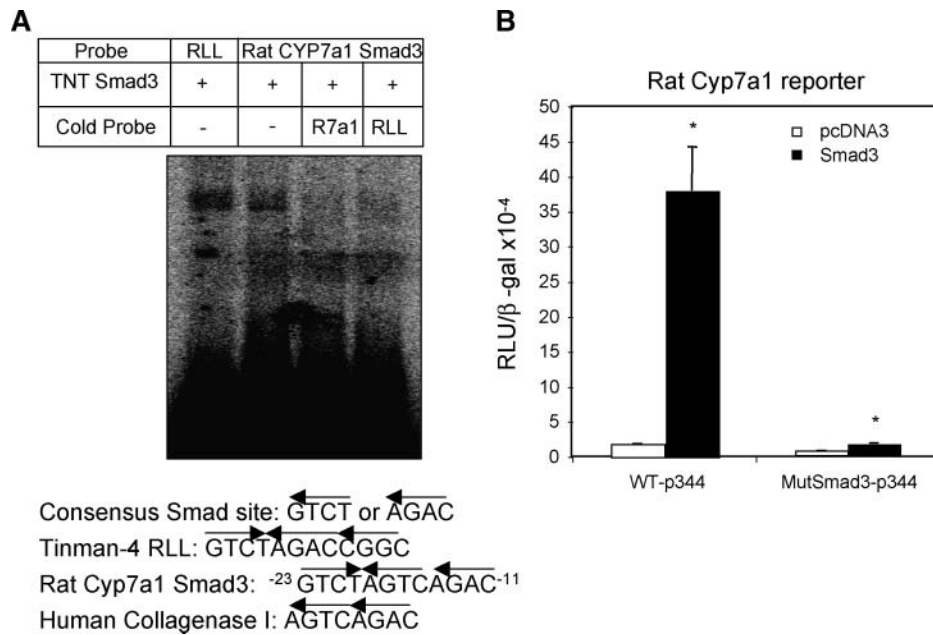 A
Probe RLL Rat CYP7a1 Smad3
TNT Smad3 + + + +
Cold Probe - - R7a1 RLL
Consensus Smad site: GTCT or AGAC
Tinman-4 RLL: GTCTAGACCGGC
Rat Cyp7a1 Smad3: -23 GTCTAGTCAGAC-11
Human Collagenase I: AGTCAGAC
B
Rat Cyp7a1 reporter
pcDNA3
Smad3
RLU/β -gal x10-4
50
45
40
35
30
25
20
15
10
5
0
*
*
WT-p344 MutSmad3-p344